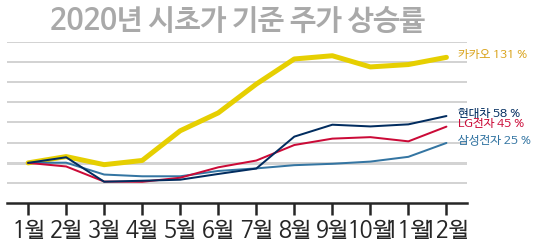 2020년 시초가 기준 주가 상승률
카카오 131 %
현대차 58 %
LG전자 45 %
삼성전자 25 %
1월 2월 3월 4월 5월 6월 7월 8월 9월 10월 11월 12월